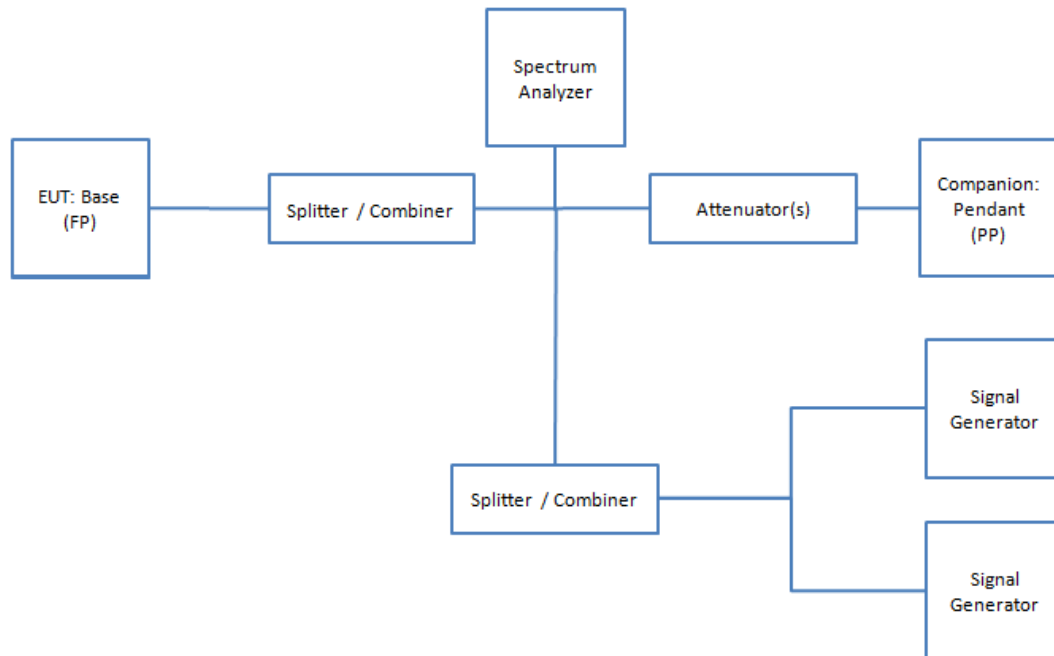 Spectrum
Analyzer
EUT: Base
(FP)
Splitter / Combiner
Attenuator(s)
Companion:
Pendant
(PP)
Signal
Generator
Splitter / Combiner
Signal
Generator